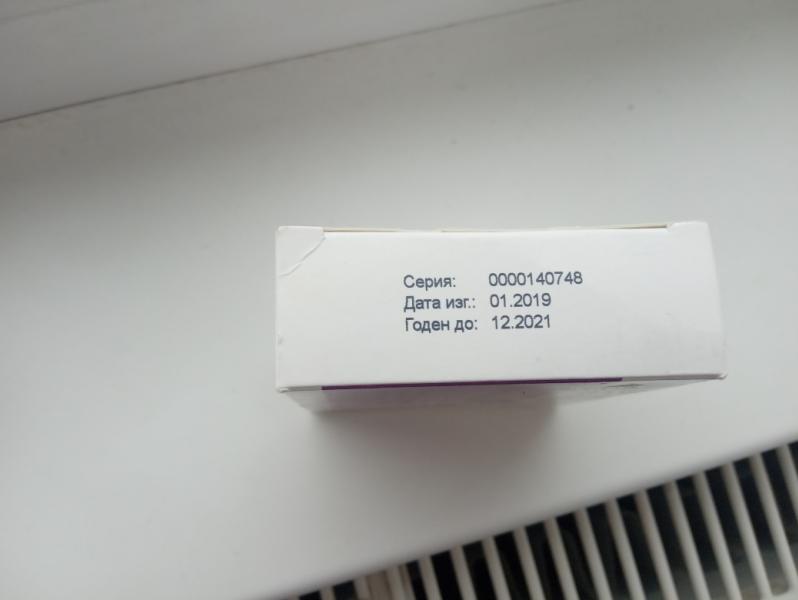 Серия: 0000140748
Дата изг.: 01.2019
Годен до: 12.2021